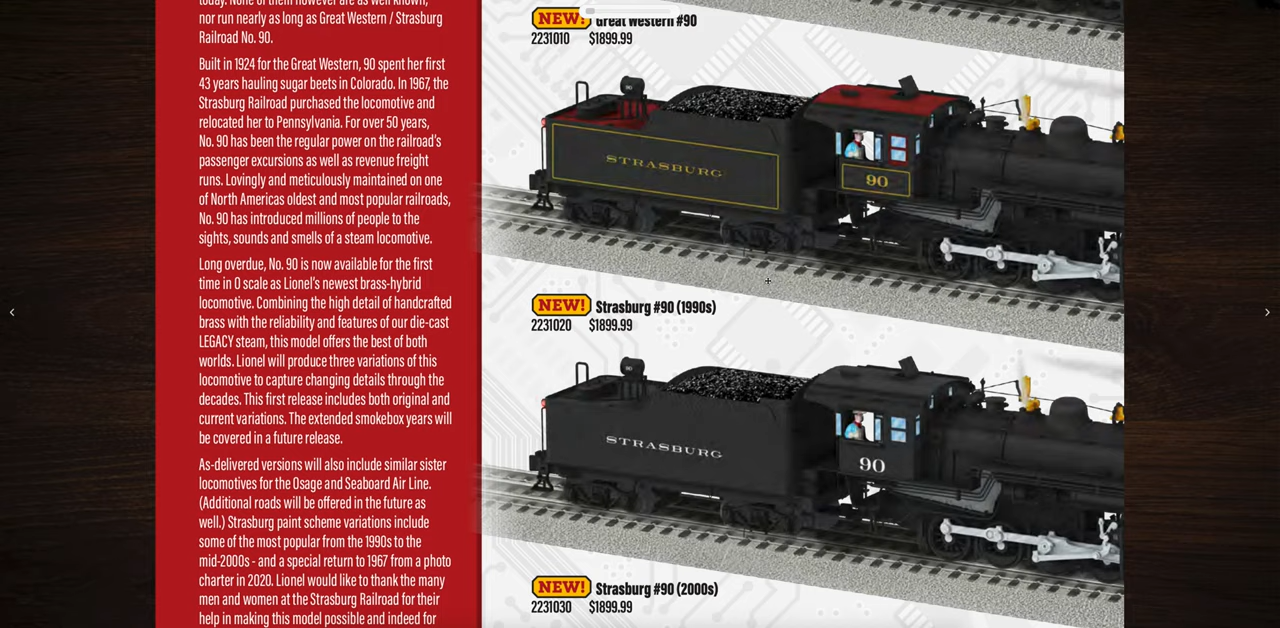 today. None of them however are as well known,
nor run nearly as long as Great Western / Strasburg
Railroad No. 90.
Built in 1924 for the Great Western, 90 spent her first
43 years hauling sugar beets in Colorado. In 1967, the
Strasburg Railroad purchased the locomotive and
relocated her to Pennsylvania. For over 50 years,
No. 90 has been the regular power on the railroad's
passenger excursions as well as revenue freight
runs. Lovingly and meticulously maintained on one
of North Americas oldest and most popular railroads,
No. 90 has introduced millions of people to the
sights, sounds and smells of a steam locomotive.
Long overdue, No. 90 is now available for the first
time in O scale as Lionel's newest brass-hybrid
locomotive. Combining the high detail of handcrafted
brass with the reliability and features of our die-cast
LEGACY steam, this model offers the best of both
worlds. Lionel will produce three variations of this
locomotive to capture changing details through the
decades. This first release includes both original and
current variations. The extended smokebox years will
be covered in a future release.
As-delivered versions will also include similar sister
locomotives for the Osage and Seaboard Air Line.
(Additional roads will be offered in the future as
well.) Strasburg paint scheme variations include
some of the most popular from the 1990s to the
mid-2000s - and a special return to 1967 from a photo
charter in 2020. Lionel would like to thank the many
men and women at the Strasburg Railroad for their
help in making this model possible and indeed for
NEW! Great Western #90
2231010 $1899.99
90
STRASBURG
90
NEW! Strasburg #90 (1990s)
2231020 $1899.99
90
STRASBURG
90
NEW! Strasburg #90 (2000s)
2231030 $1899.99